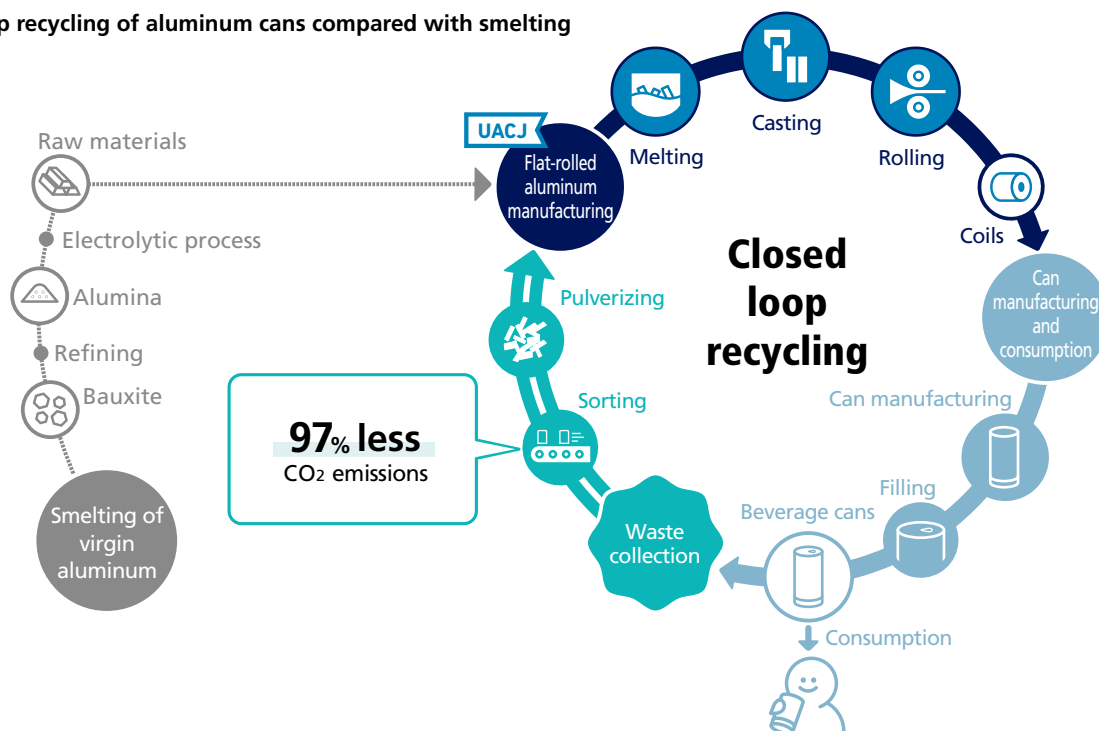 p recycling of aluminum cans compared with smelting
Raw materials
Electrolytic process
Alumina
Refining
Bauxite
Smelting of
virgin
aluminum
UACJ
Flat-rolled
aluminum
manufacturing
Melting
Casting
Rolling
Coils
Closed
loop
recycling
Can
manufacturing
and
consumption
Can manufacturing
Filling
Beverage cans
Consumption
Waste
collection
Sorting
Pulverizing
97% less
CO2 emissions